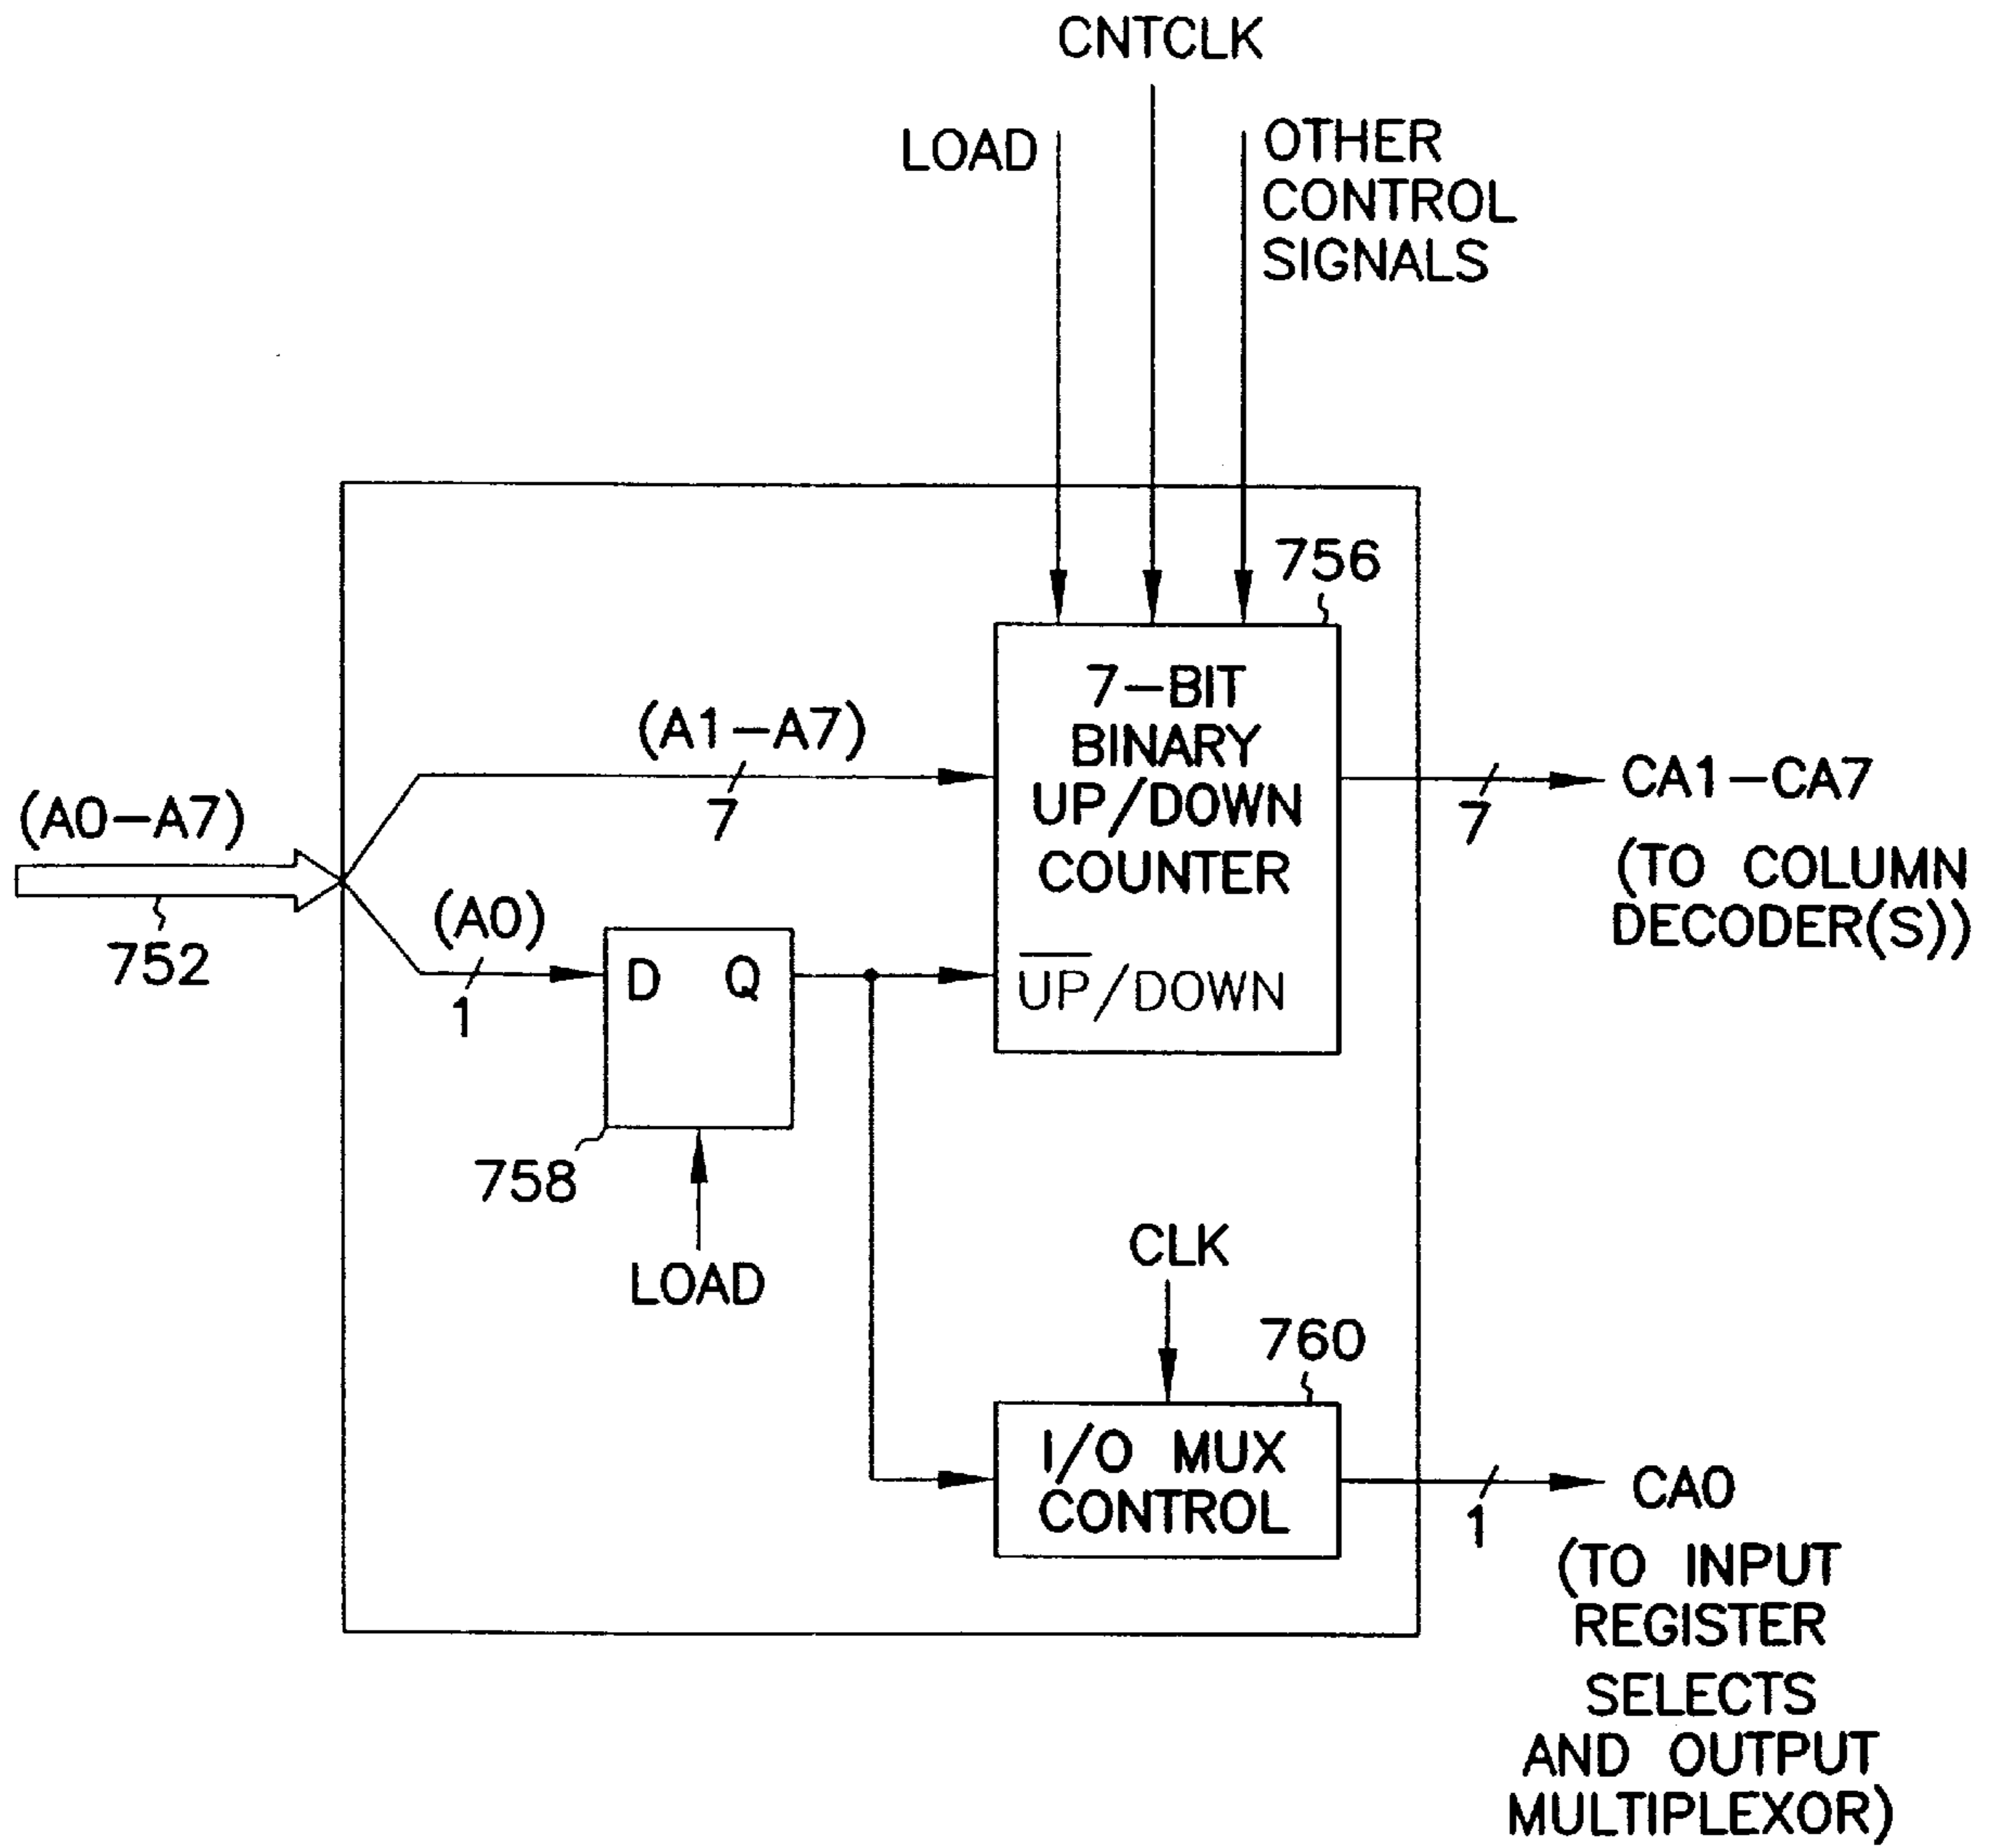 CNTCLK
LOAD
OTHER
CONTROL
SIGNALS
756
7-BIT
BINARY
UP/DOWN
COUNTER
U̅P̅/DOWN
(A1-A7)
7
(A0-A7)
752
(A0)
1
D Q
758
LOAD
7
CA1-CA7
(TO COLUMN
DECODER(S))
CLK
760
I/O MUX
CONTROL
1
CA0
(TO INPUT
REGISTER
SELECTS
AND OUTPUT
MULTIPLEXOR)